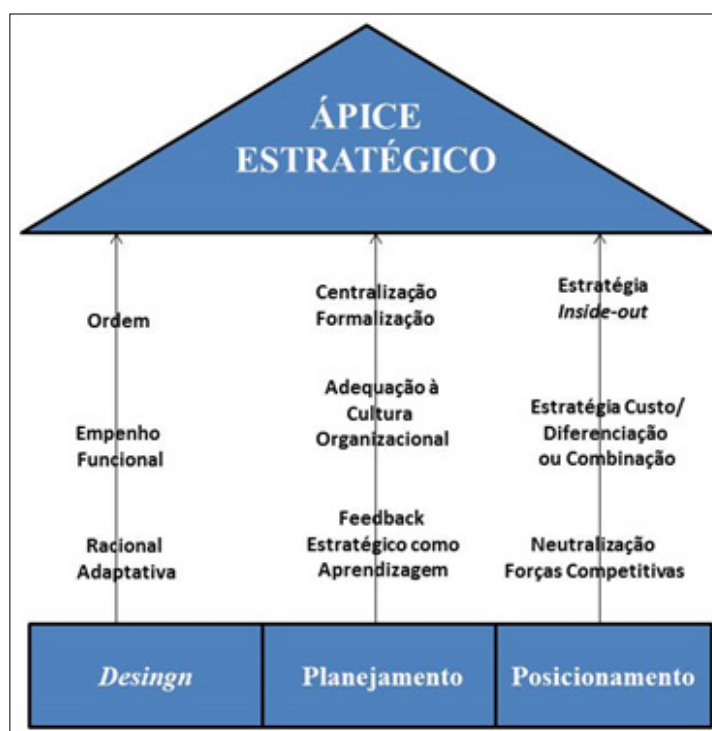 ÁPICE
ESTRATÉGICO
Ordem
Empenho
Funcional
Racional
Adaptativa
Centralização
Formalização
Adequação à
Cultura
Organizacional
Feedback
Estratégico como
Aprendizagem
Estratégia
Inside-out
Estratégia Custo/
Diferenciação
ou Combinação
Neutralização
Forças Competitivas
Desingn
Planejamento
Posicionamento